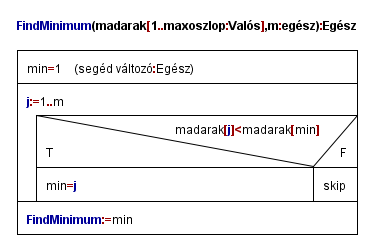 FindMinimum(madarak[1..maxoszlop:Valós],m:egész):Egész
min=1 (segéd változó:Egész)
j:=1..m
madarak[j]<madarak[min]
T F
min=j skip
FindMinimum:=min